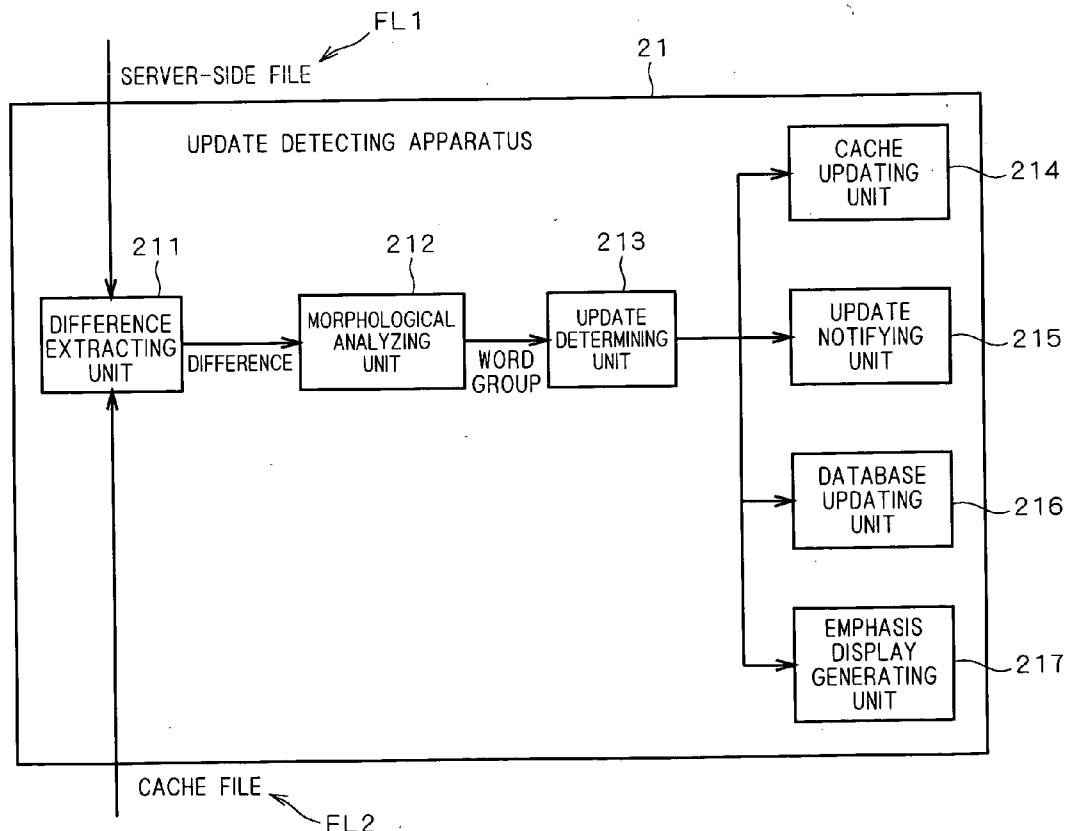 FL1
SERVER-SIDE FILE
21
UPDATE DETECTING APPARATUS
211
DIFFERENCE
EXTRACTING
UNIT
DIFFERENCE
212
MORPHOLOGICAL
ANALYZING
UNIT
WORD
GROUP
213
UPDATE
DETERMINING
UNIT
CACHE
UPDATING
UNIT
214
UPDATE
NOTIFYING
UNIT
215
DATABASE
UPDATING
UNIT
216
EMPHASIS
DISPLAY
GENERATING
UNIT
217
CACHE FILE
FL2